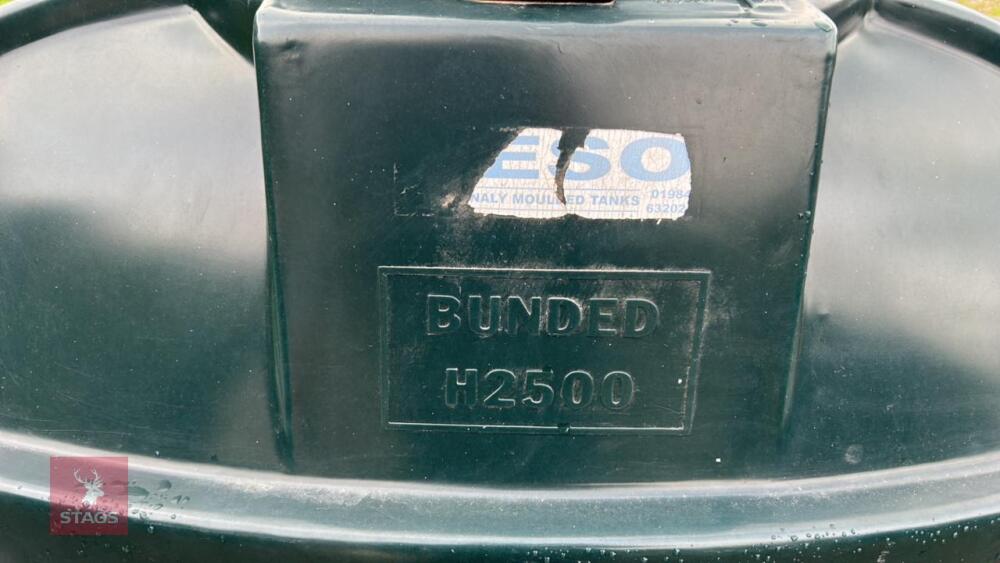 ESO
NALY MOULDED TANKS
01984
63202
BUNDED
H2500
STAGS